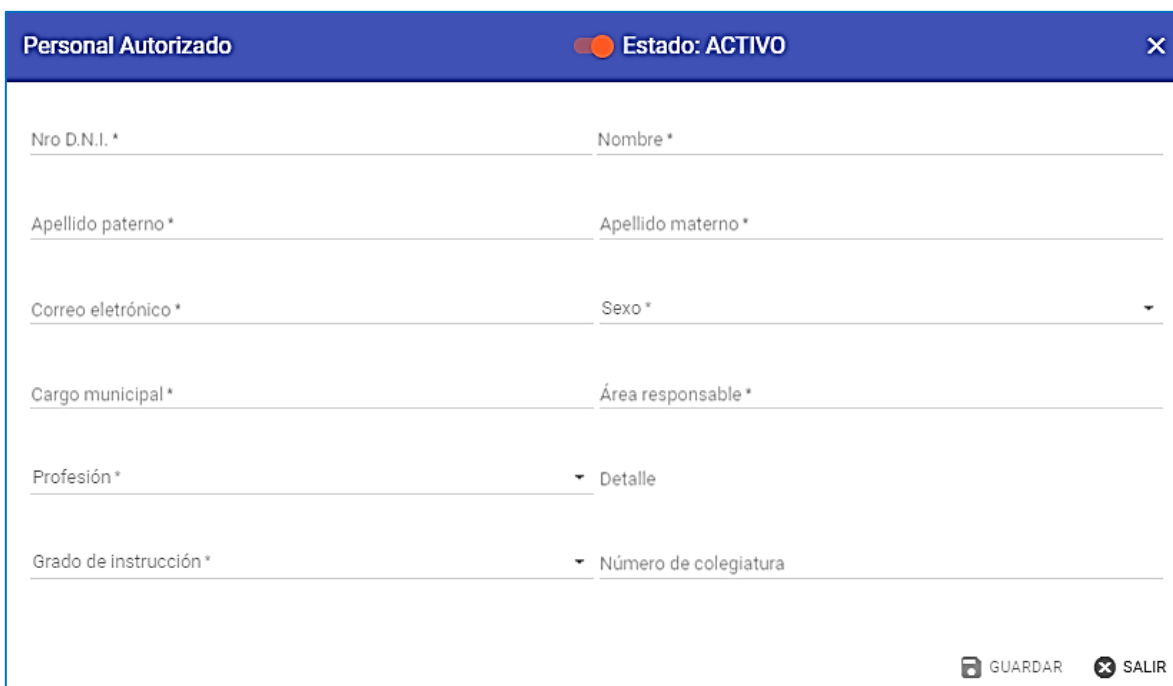 Personal Autorizado Estado: ACTIVO
Nro D.N.I. * Nombre *
Apellido paterno * Apellido materno *
Correo eletrónico * Sexo *
Cargo municipal * Área responsable *
Profesión * Detalle
Grado de instrucción * Número de colegiatura
GUARDAR SALIR